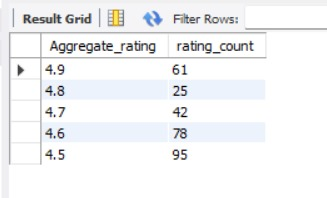 Result Grid Filter Rows:
Aggregate_rating rating_count
4.9 61
4.8 25
4.7 42
4.6 78
4.5 95